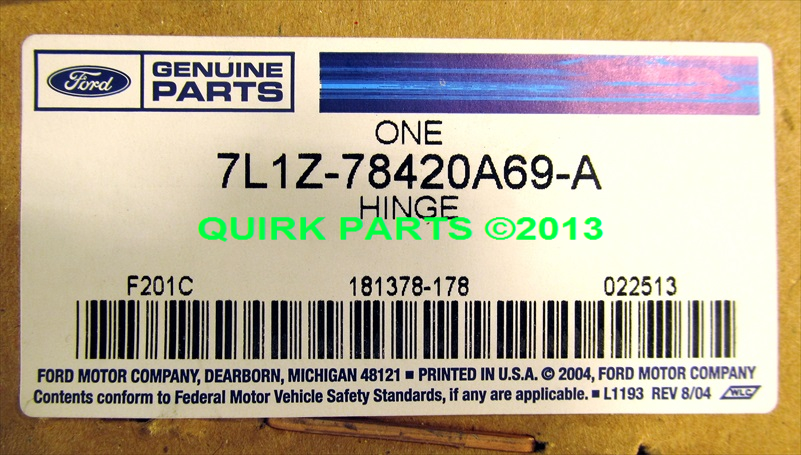 Ford
GENUINE
PARTS
ONE
7L1Z-78420A69-A
HINGE
QUIRK PARTS ©2013
F201C 181378-178 022513
FORD MOTOR COMPANY, DEARBORN, MICHIGAN 48121 ■ PRINTED IN U.S.A. © 2004, FORD MOTOR COMPANY
Contents conform to Federal Motor Vehicle Safety Standards, if any are applicable. ■ L1193 REV 8/04 WLC